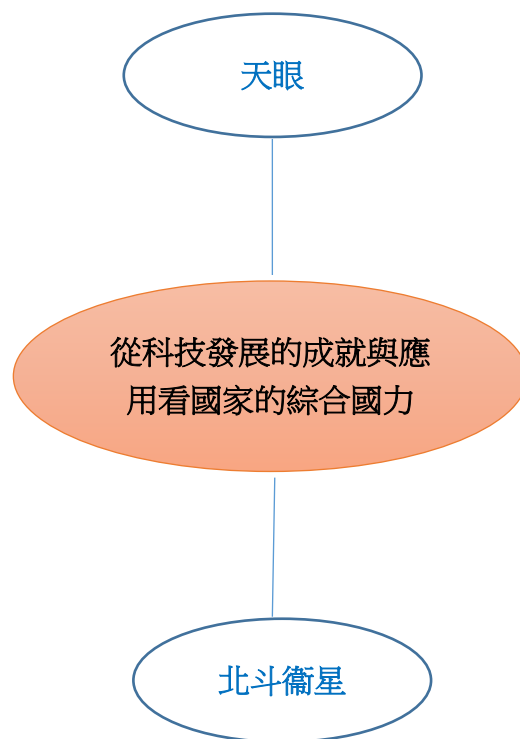 天眼
從科技發展的成就與應
用看國家的綜合國力
北斗衞星